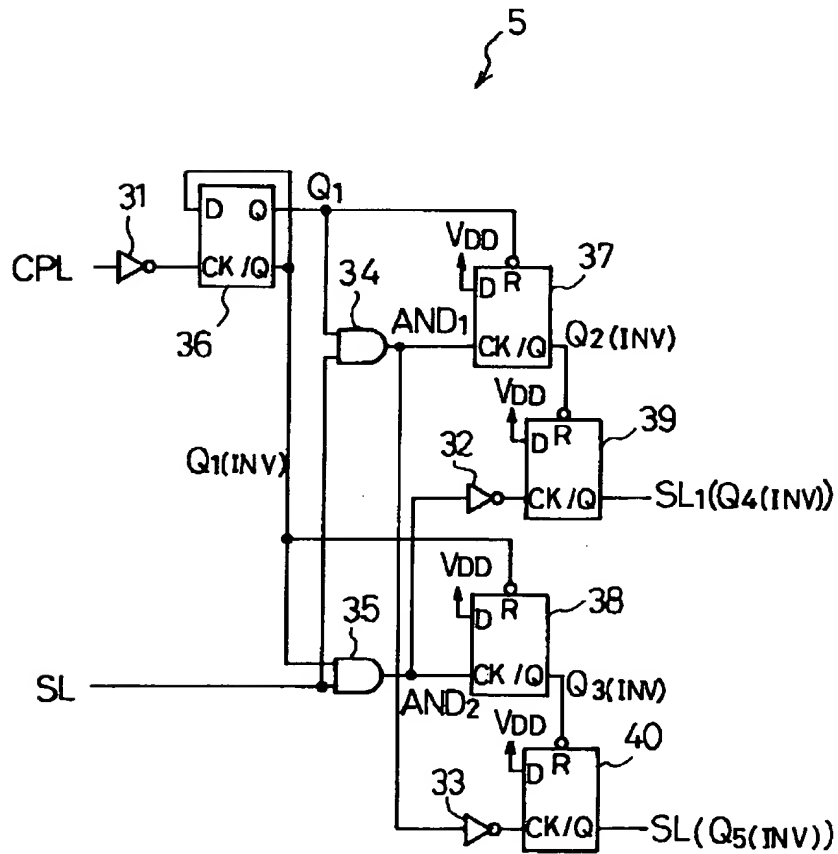 5
31
D Q
Q1
CPL
CK/Q
36
34
VDD
D R
37
AND1
CK/Q
Q2(INV)
VDD
D R
39
Q1(INV)
32
CK/Q
SL1(Q4(INV))
VDD
D R
38
35
SL
CK/Q
AND2
Q3(INV)
VDD
D R
40
33
CK/Q
SL(Q5(INV))